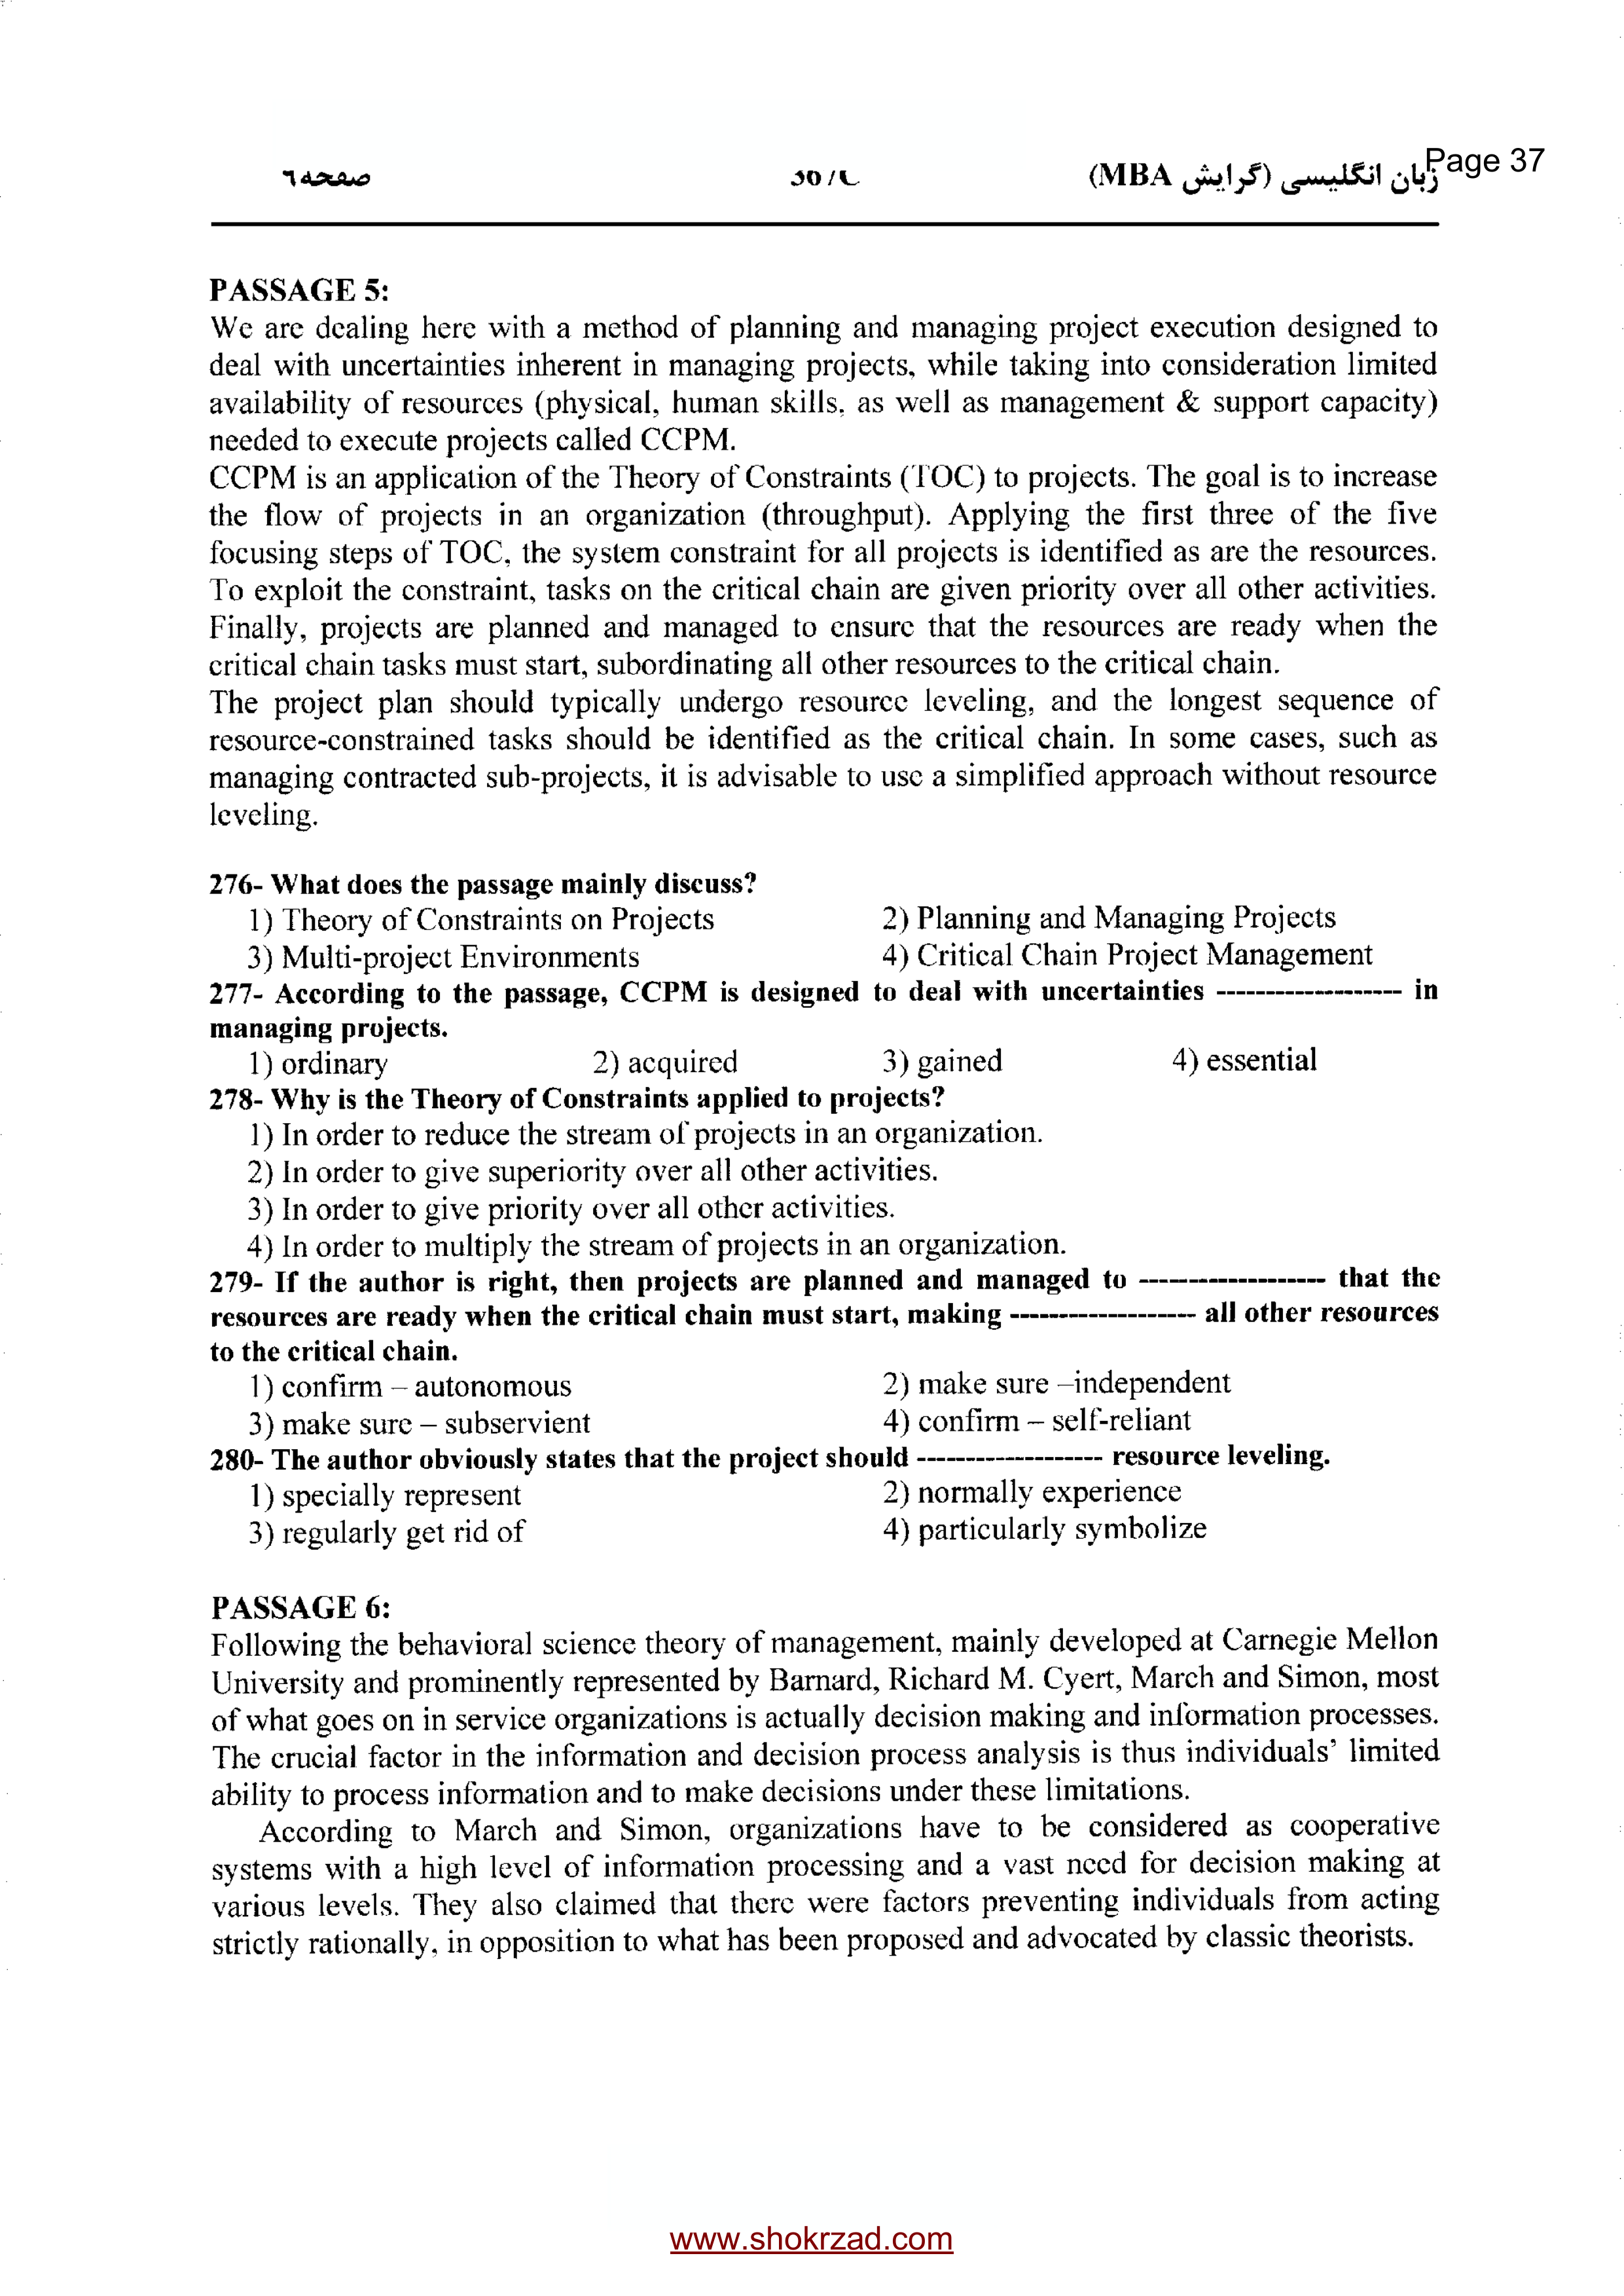 Page 37
زبان انگلیسی (گرایش MBA)
صفحه ٦
PASSAGE 5:
We are dealing here with a method of planning and managing project execution designed to
deal with uncertainties inherent in managing projects, while taking into consideration limited
availability of resources (physical, human skills, as well as management & support capacity)
needed to execute projects called CCPM.
CCPM is an application of the Theory of Constraints (TOC) to projects. The goal is to increase
the flow of projects in an organization (throughput). Applying the first three of the five
focusing steps of TOC, the system constraint for all projects is identified as are the resources.
To exploit the constraint, tasks on the critical chain are given priority over all other activities.
Finally, projects are planned and managed to ensure that the resources are ready when the
critical chain tasks must start, subordinating all other resources to the critical chain.
The project plan should typically undergo resource leveling, and the longest sequence of
resource-constrained tasks should be identified as the critical chain. In some cases, such as
managing contracted sub-projects, it is advisable to use a simplified approach without resource
leveling.
276- What does the passage mainly discuss?
1) Theory of Constraints on Projects 2) Planning and Managing Projects
3) Multi-project Environments 4) Critical Chain Project Management
277- According to the passage, CCPM is designed to deal with uncertainties ------------------- in
managing projects.
1) ordinary 2) acquired 3) gained 4) essential
278- Why is the Theory of Constraints applied to projects?
1) In order to reduce the stream of projects in an organization.
2) In order to give superiority over all other activities.
3) In order to give priority over all other activities.
4) In order to multiply the stream of projects in an organization.
279- If the author is right, then projects are planned and managed to ------------------- that the
resources are ready when the critical chain must start, making ------------------- all other resources
to the critical chain.
1) confirm – autonomous 2) make sure –independent
3) make sure – subservient 4) confirm – self-reliant
280- The author obviously states that the project should ------------------- resource leveling.
1) specially represent 2) normally experience
3) regularly get rid of 4) particularly symbolize
PASSAGE 6:
Following the behavioral science theory of management, mainly developed at Carnegie Mellon
University and prominently represented by Barnard, Richard M. Cyert, March and Simon, most
of what goes on in service organizations is actually decision making and information processes.
The crucial factor in the information and decision process analysis is thus individuals' limited
ability to process information and to make decisions under these limitations.
According to March and Simon, organizations have to be considered as cooperative
systems with a high level of information processing and a vast need for decision making at
various levels. They also claimed that there were factors preventing individuals from acting
strictly rationally, in opposition to what has been proposed and advocated by classic theorists.
www.shokrzad.com